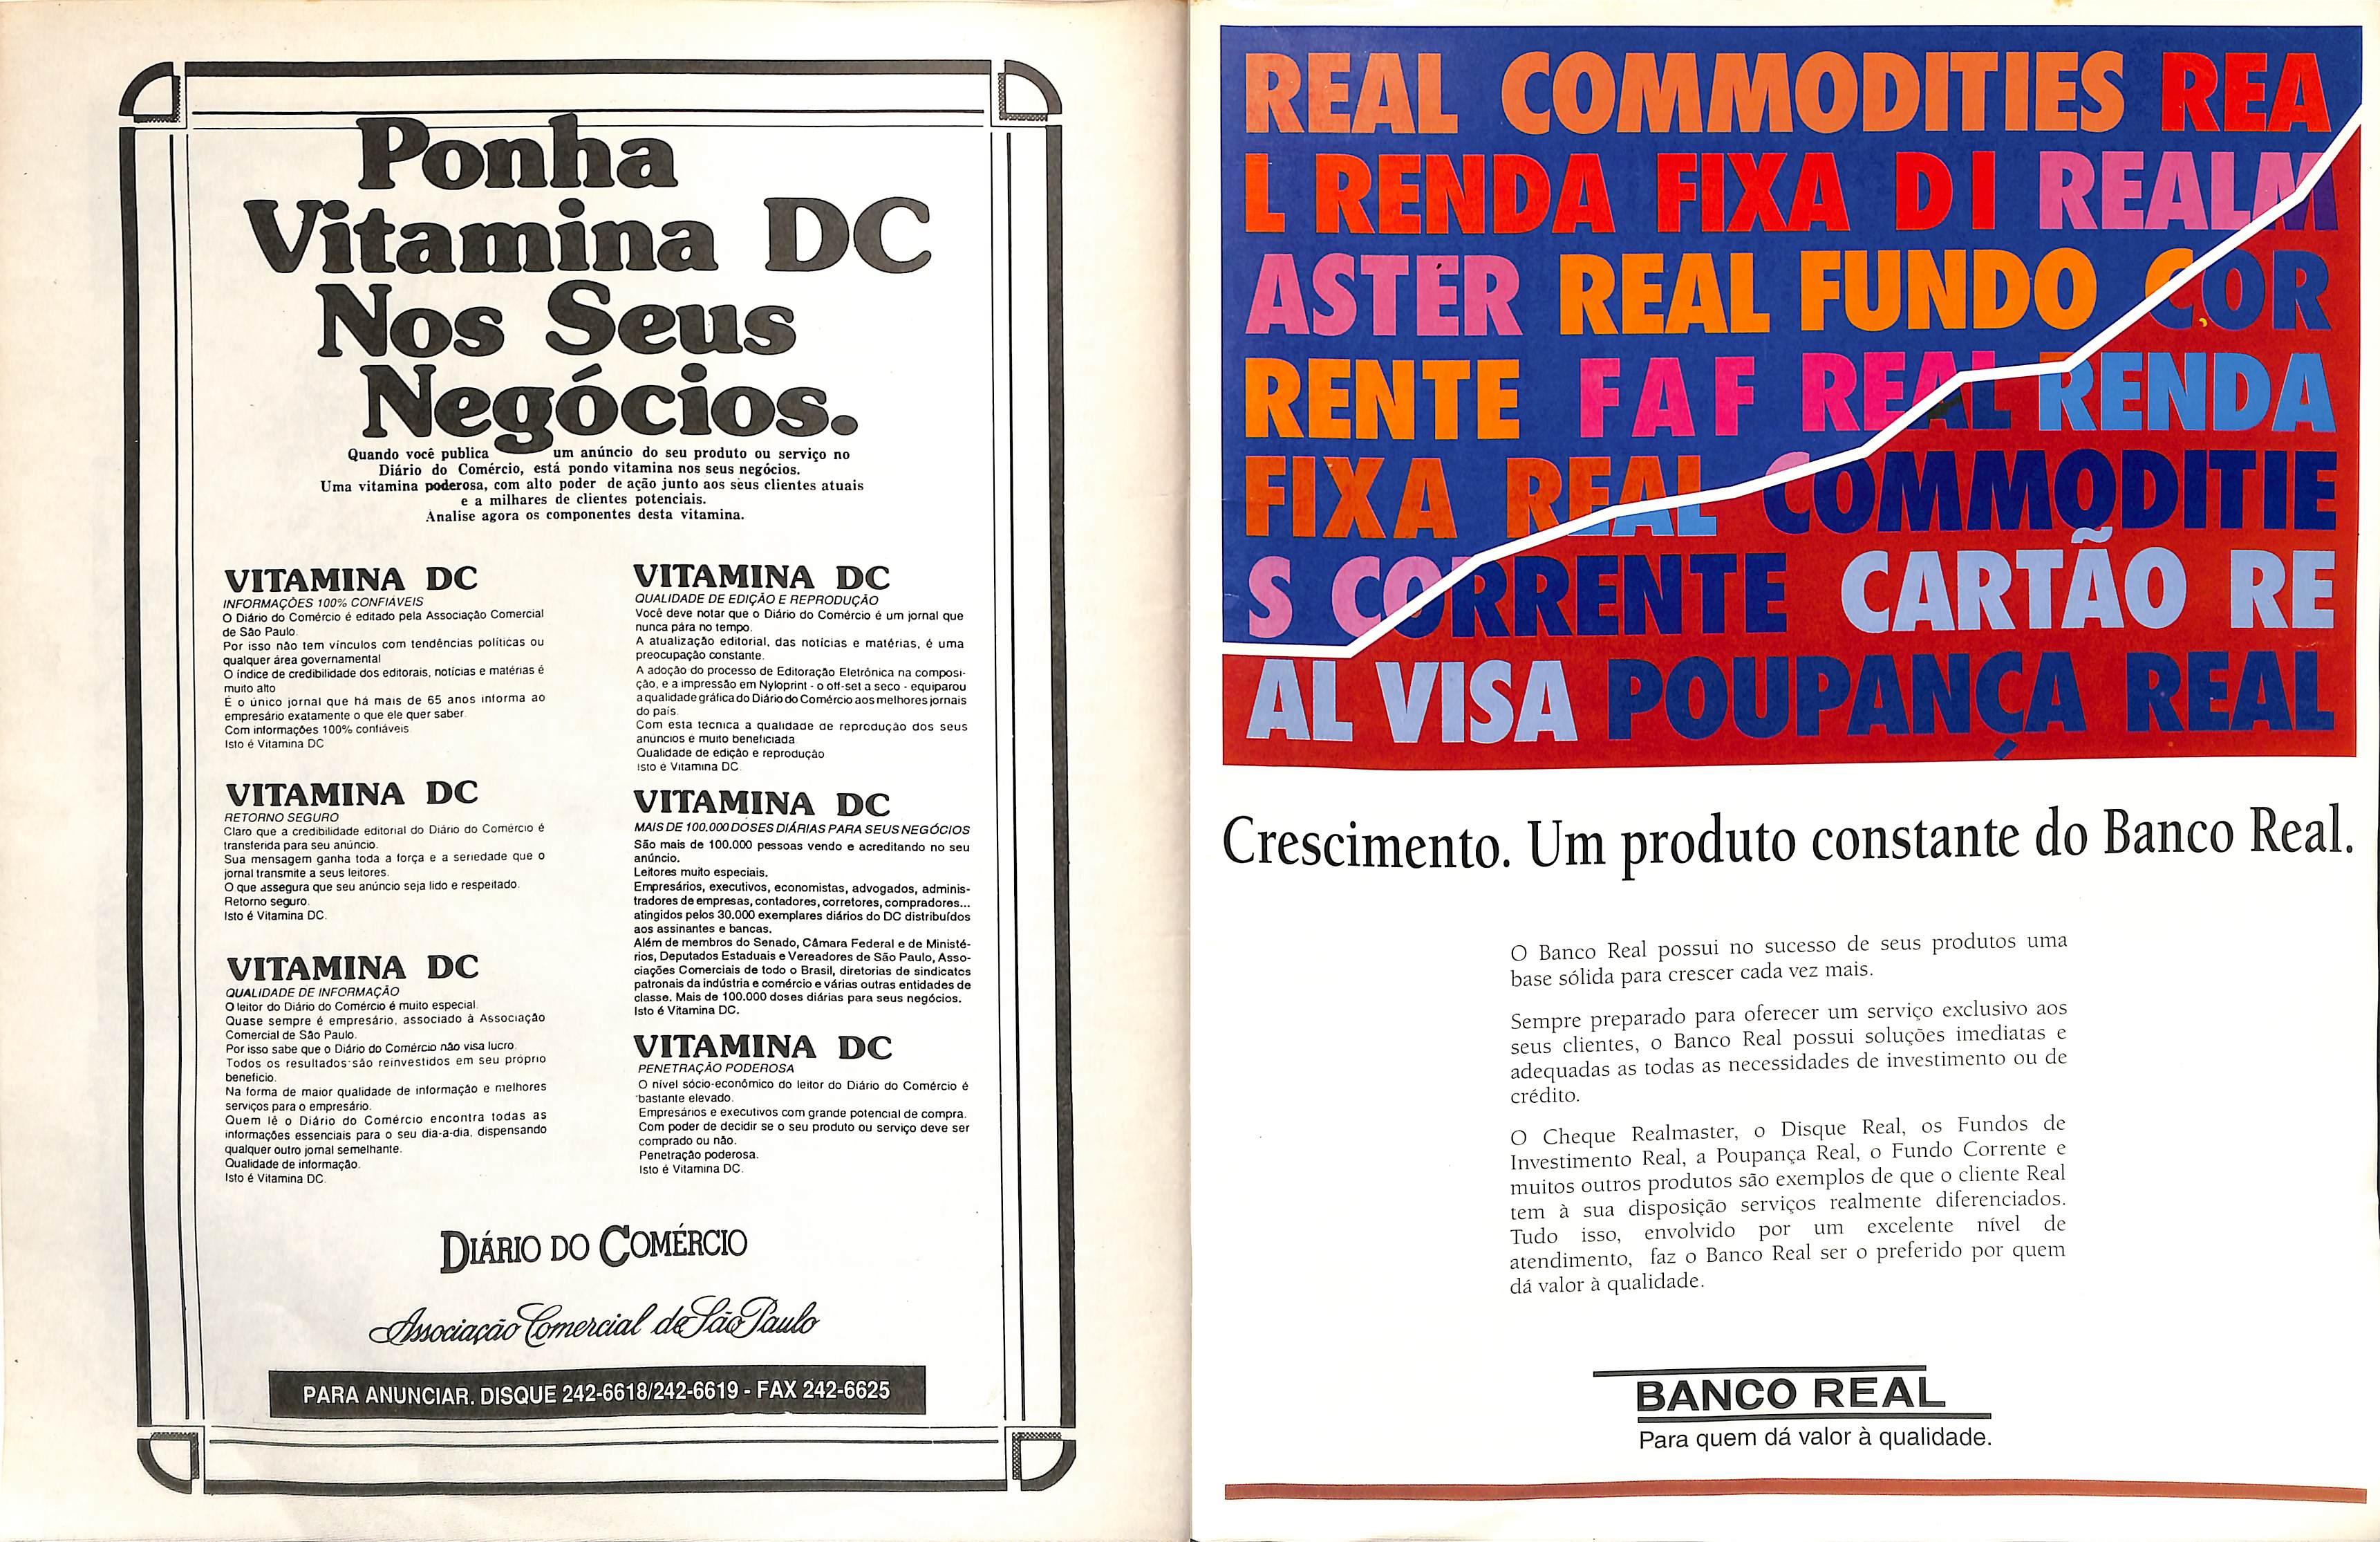 Ponha
Vitamina DC
Nos Seus
Negócios.
Quando você publica um anúncio do seu produto ou serviço no
Diário do Comércio, está pondo vitamina nos seus negócios.
Uma vitamina poderosa, com alto poder de ação junto aos seus clientes atuais
e a milhares de clientes potenciais.
Analise agora os componentes desta vitamina.
VITAMINA DC
INFORMAÇÕES 100% CONFIÁVEIS
O Diário do Comércio é editado pela Associação Comercial
de São Paulo.
Por isso não tem vínculos com tendências políticas ou
qualquer área governamental
O índice de credibilidade dos editorais, notícias e matérias é
muito alto
É o único jornal que há mais de 65 anos informa ao
empresário exatamente o que ele quer saber.
Com informações 100% confiáveis
Isto é Vitamina DC
VITAMINA DC
RETORNO SEGURO
Claro que a credibilidade editorial do Diário do Comércio é
transferida para seu anúncio.
Sua mensagem ganha toda a força e a seriedade que o
jornal transmite a seus leitores.
O que assegura que seu anúncio seja lido e respeitado.
Retorno seguro.
Isto é Vitamina DC.
VITAMINA DC
QUALIDADE DE INFORMAÇÃO
O leitor do Diário do Comércio é muito especial.
Quase sempre é empresário, associado à Associação
Comercial de São Paulo.
Por isso sabe que o Diário do Comércio não visa lucro.
Todos os resultados são reinvestidos em seu próprio
benefício.
Na forma de maior qualidade de informação e melhores
serviços para o empresário.
Quem lê o Diário do Comércio encontra todas as
informações essenciais para o seu dia-a-dia, dispensando
qualquer outro jornal semelhante.
Qualidade de informação.
Isto é Vitamina DC.
VITAMINA DC
QUALIDADE DE EDIÇÃO E REPRODUÇÃO
Você deve notar que o Diário do Comércio é um jornal que
nunca pára no tempo.
A atualização editorial, das notícias e matérias, é uma
preocupação constante.
A adoção do processo de Editoração Eletrônica na composi-
ção, e a impressão em Nyloprint - o off-set a seco - equiparou
a qualidade gráfica do Diário do Comércio aos melhores jornais
do país.
Com esta técnica a qualidade de reprodução dos seus
anúncios é muito beneficiada
Qualidade de edição e reprodução
Isto é Vitamina DC.
VITAMINA DC
MAIS DE 100.000 DOSES DIÁRIAS PARA SEUS NEGÓCIOS
São mais de 100.000 pessoas vendo e acreditando no seu
anúncio.
Leitores muito especiais.
Empresários, executivos, economistas, advogados, adminis-
tradores de empresas, contadores, corretores, compradores...
atingidos pelos 30.000 exemplares diários do DC distribuídos
aos assinantes e bancas.
Além de membros do Senado, Câmara Federal e de Ministé-
rios, Deputados Estaduais e Vereadores de São Paulo, Asso-
ciações Comerciais de todo o Brasil, diretorias de sindicatos
patronais da indústria e comércio e várias outras entidades de
classe. Mais de 100.000 doses diárias para seus negócios.
Isto é Vitamina DC.
VITAMINA DC
PENETRAÇÃO PODEROSA
O nível sócio-econômico do leitor do Diário do Comércio é
bastante elevado.
Empresários e executivos com grande potencial de compra.
Com poder de decidir se o seu produto ou serviço deve ser
comprado ou não.
Penetração poderosa.
Isto é Vitamina DC.
DIÁRIO DO COMÉRCIO
Associação Comercial de São Paulo
PARA ANUNCIAR. DISQUE 242-6618/242-6619 - FAX 242-6625
REAL COMMODITIES REA
L RENDA FIXA DI REALM
ASTER REAL FUNDO COR
RENTE FAF REAL RENDA
FIXA REAL COMMODITIE
S CORRENTE CARTÃO RE
AL VISA POUPANÇA REAL
Crescimento. Um produto constante do Banco Real.
O Banco Real possui no sucesso de seus produtos uma
base sólida para crescer cada vez mais.
Sempre preparado para oferecer um serviço exclusivo aos
seus clientes, o Banco Real possui soluções imediatas e
adequadas as todas as necessidades de investimento ou de
crédito.
O Cheque Realmaster, o Disque Real, os Fundos de
Investimento Real, a Poupança Real, o Fundo Corrente e
muitos outros produtos são exemplos de que o cliente Real
tem à sua disposição serviços realmente diferenciados.
Tudo isso, envolvido por um excelente nível de
atendimento, faz o Banco Real ser o preferido por quem
dá valor à qualidade.
BANCO REAL
Para quem dá valor à qualidade.